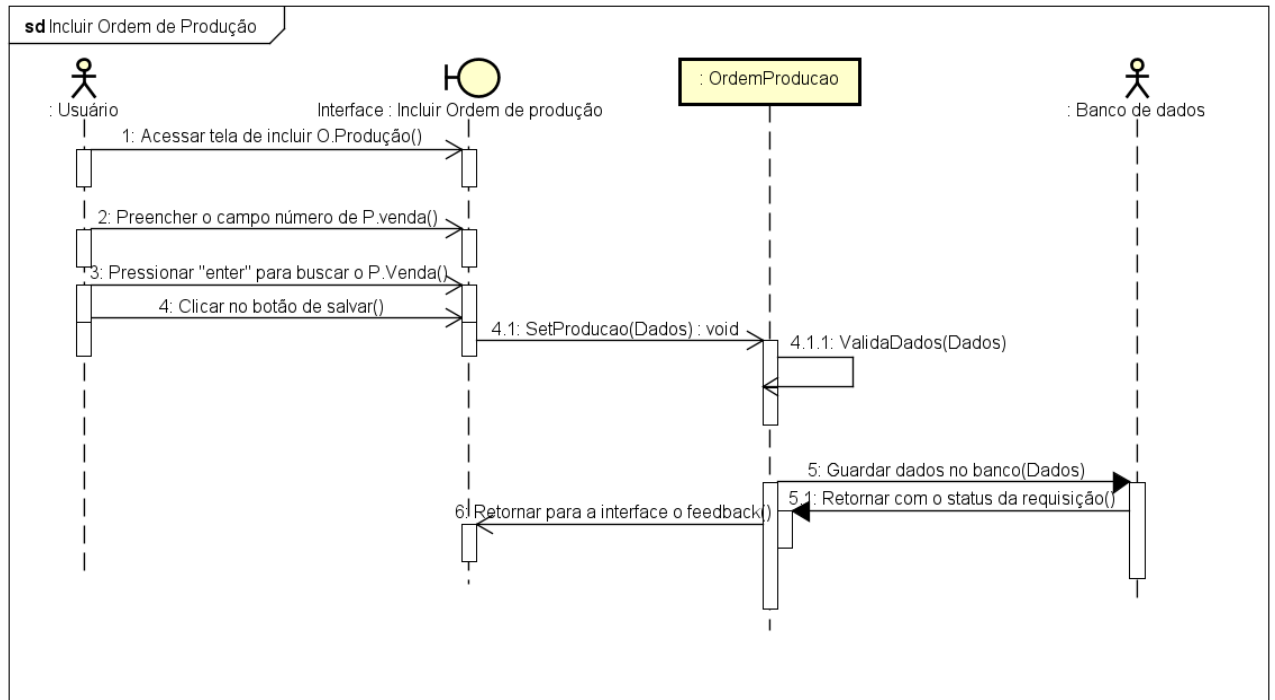 sd Incluir Ordem de Produção
: Usuário
Interface : Incluir Ordem de produção
: OrdemProducao
: Banco de dados
1: Acessar tela de incluir O.Produção()
2: Preencher o campo número de P.venda()
3: Pressionar "enter" para buscar o P.Venda()
4: Clicar no botão de salvar()
4.1: SetProducao(Dados) : void
4.1.1: ValidaDados(Dados)
5: Guardar dados no banco(Dados)
5.1: Retornar com o status da requisição()
6: Retornar para a interface o feedback()